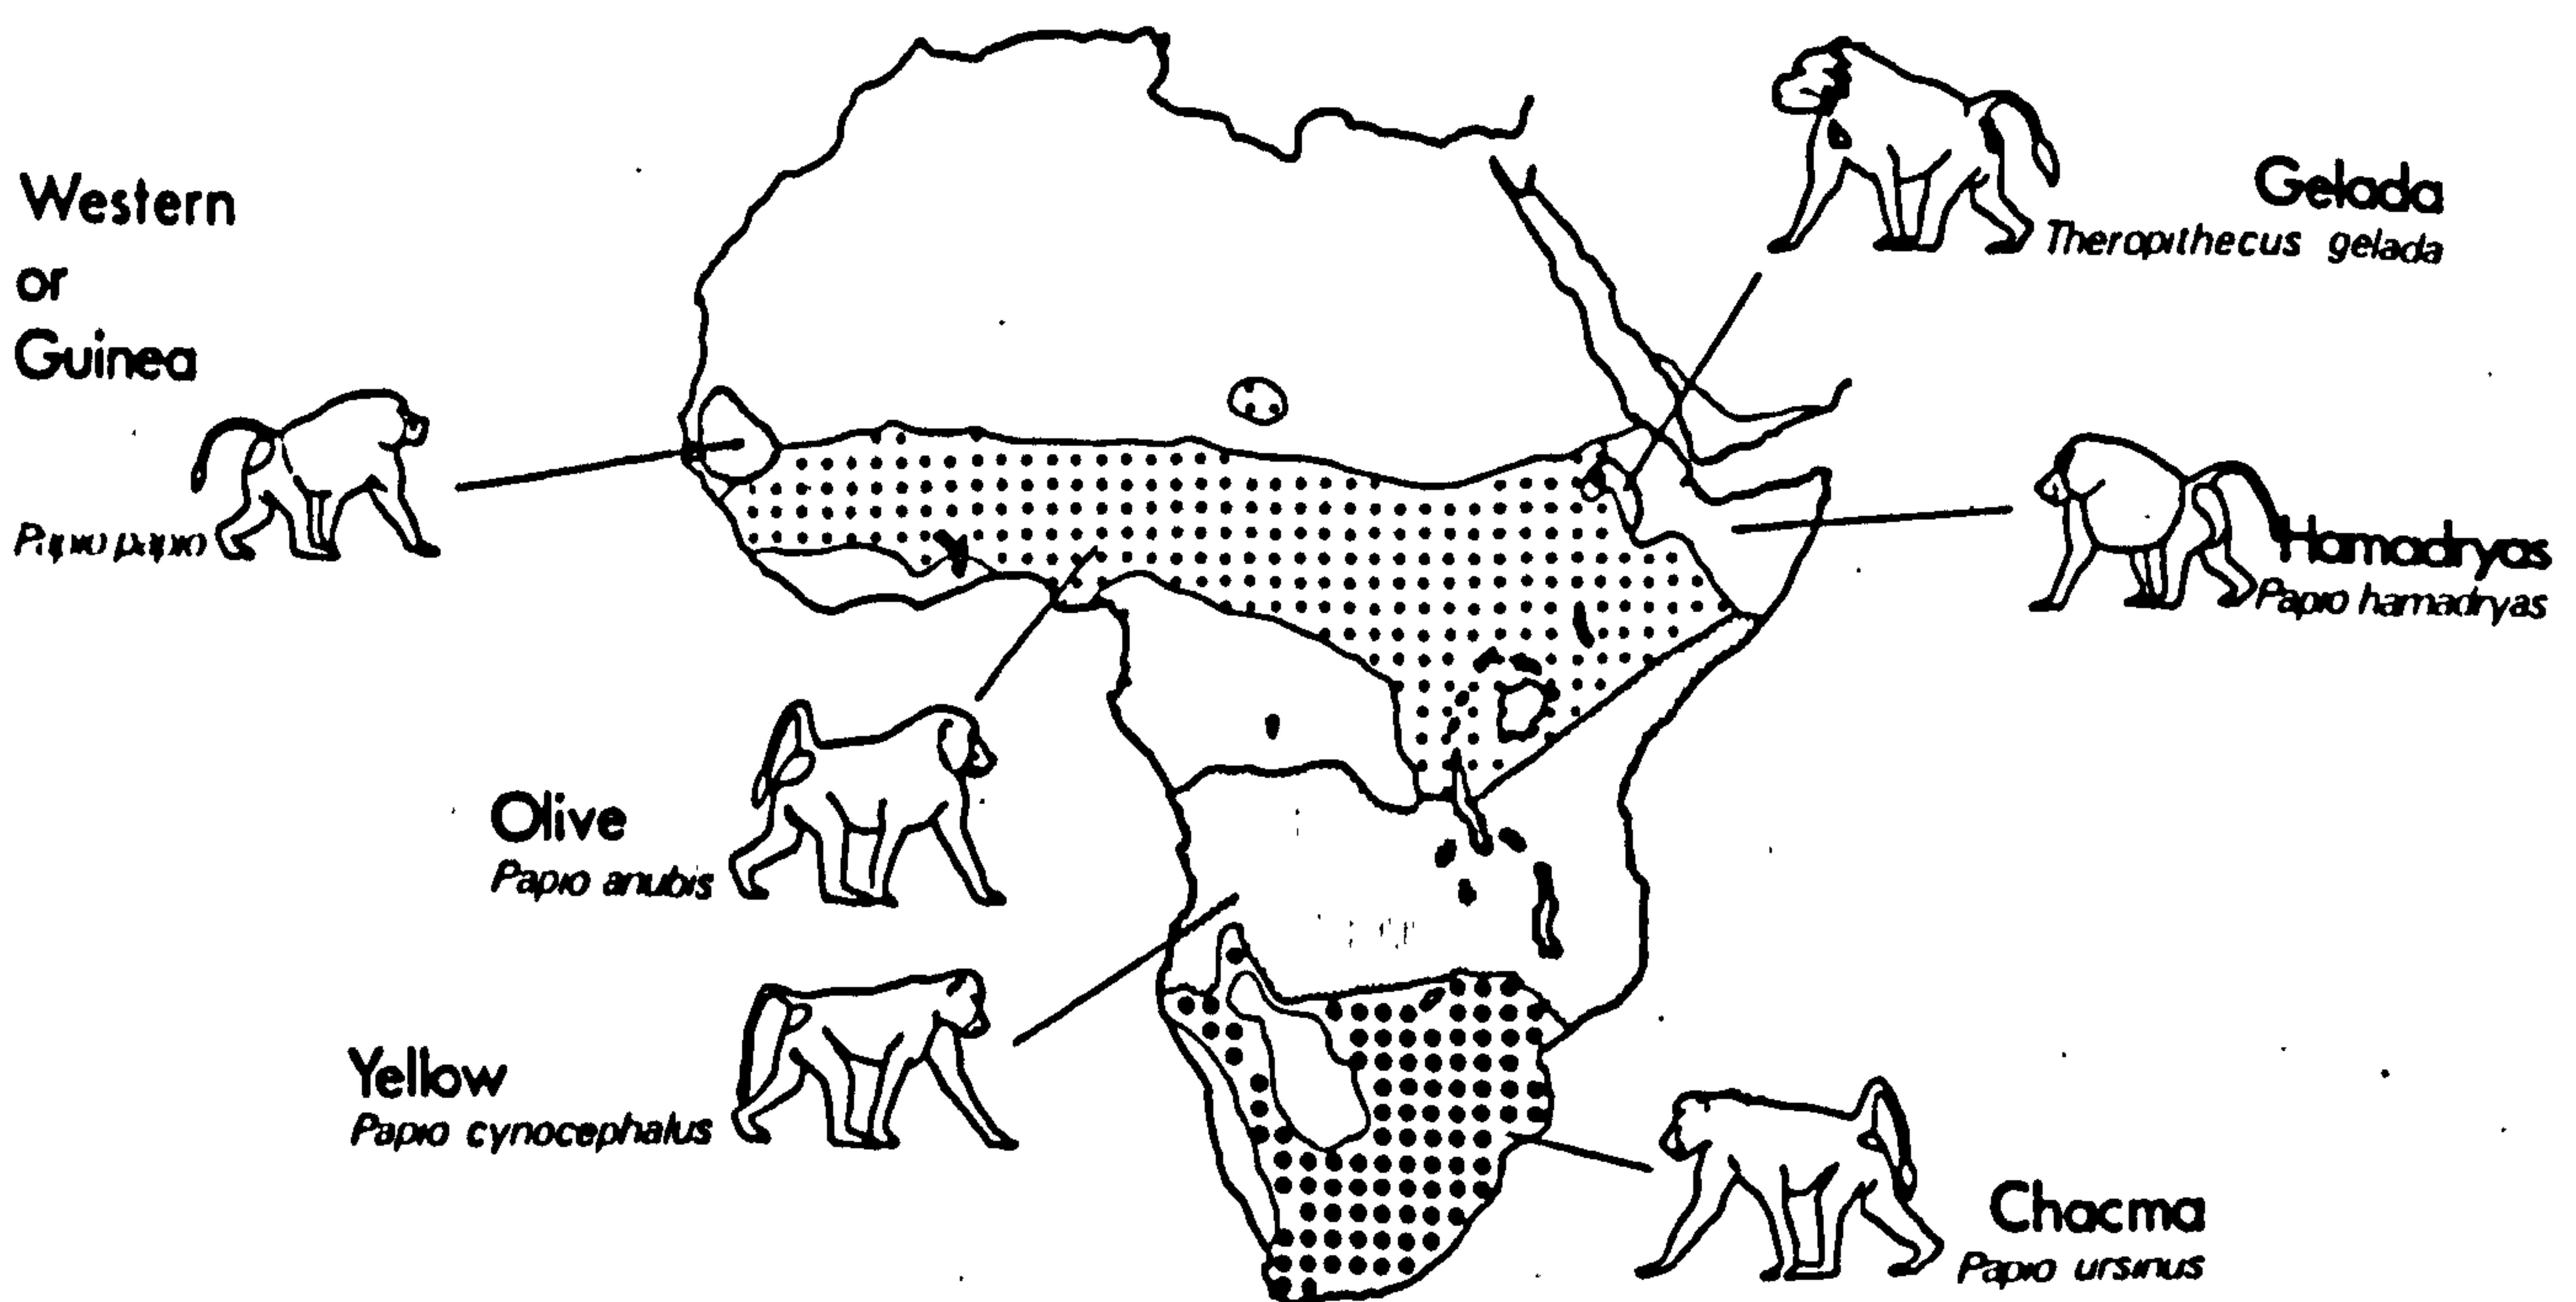 Western
or
Guinea
Papio papio
Gelada
Theropithecus gelada
Hamadryas
Papio hamadryas
Olive
Papio anubis
Yellow
Papio cynocephalus
Chacma
Papio ursinus